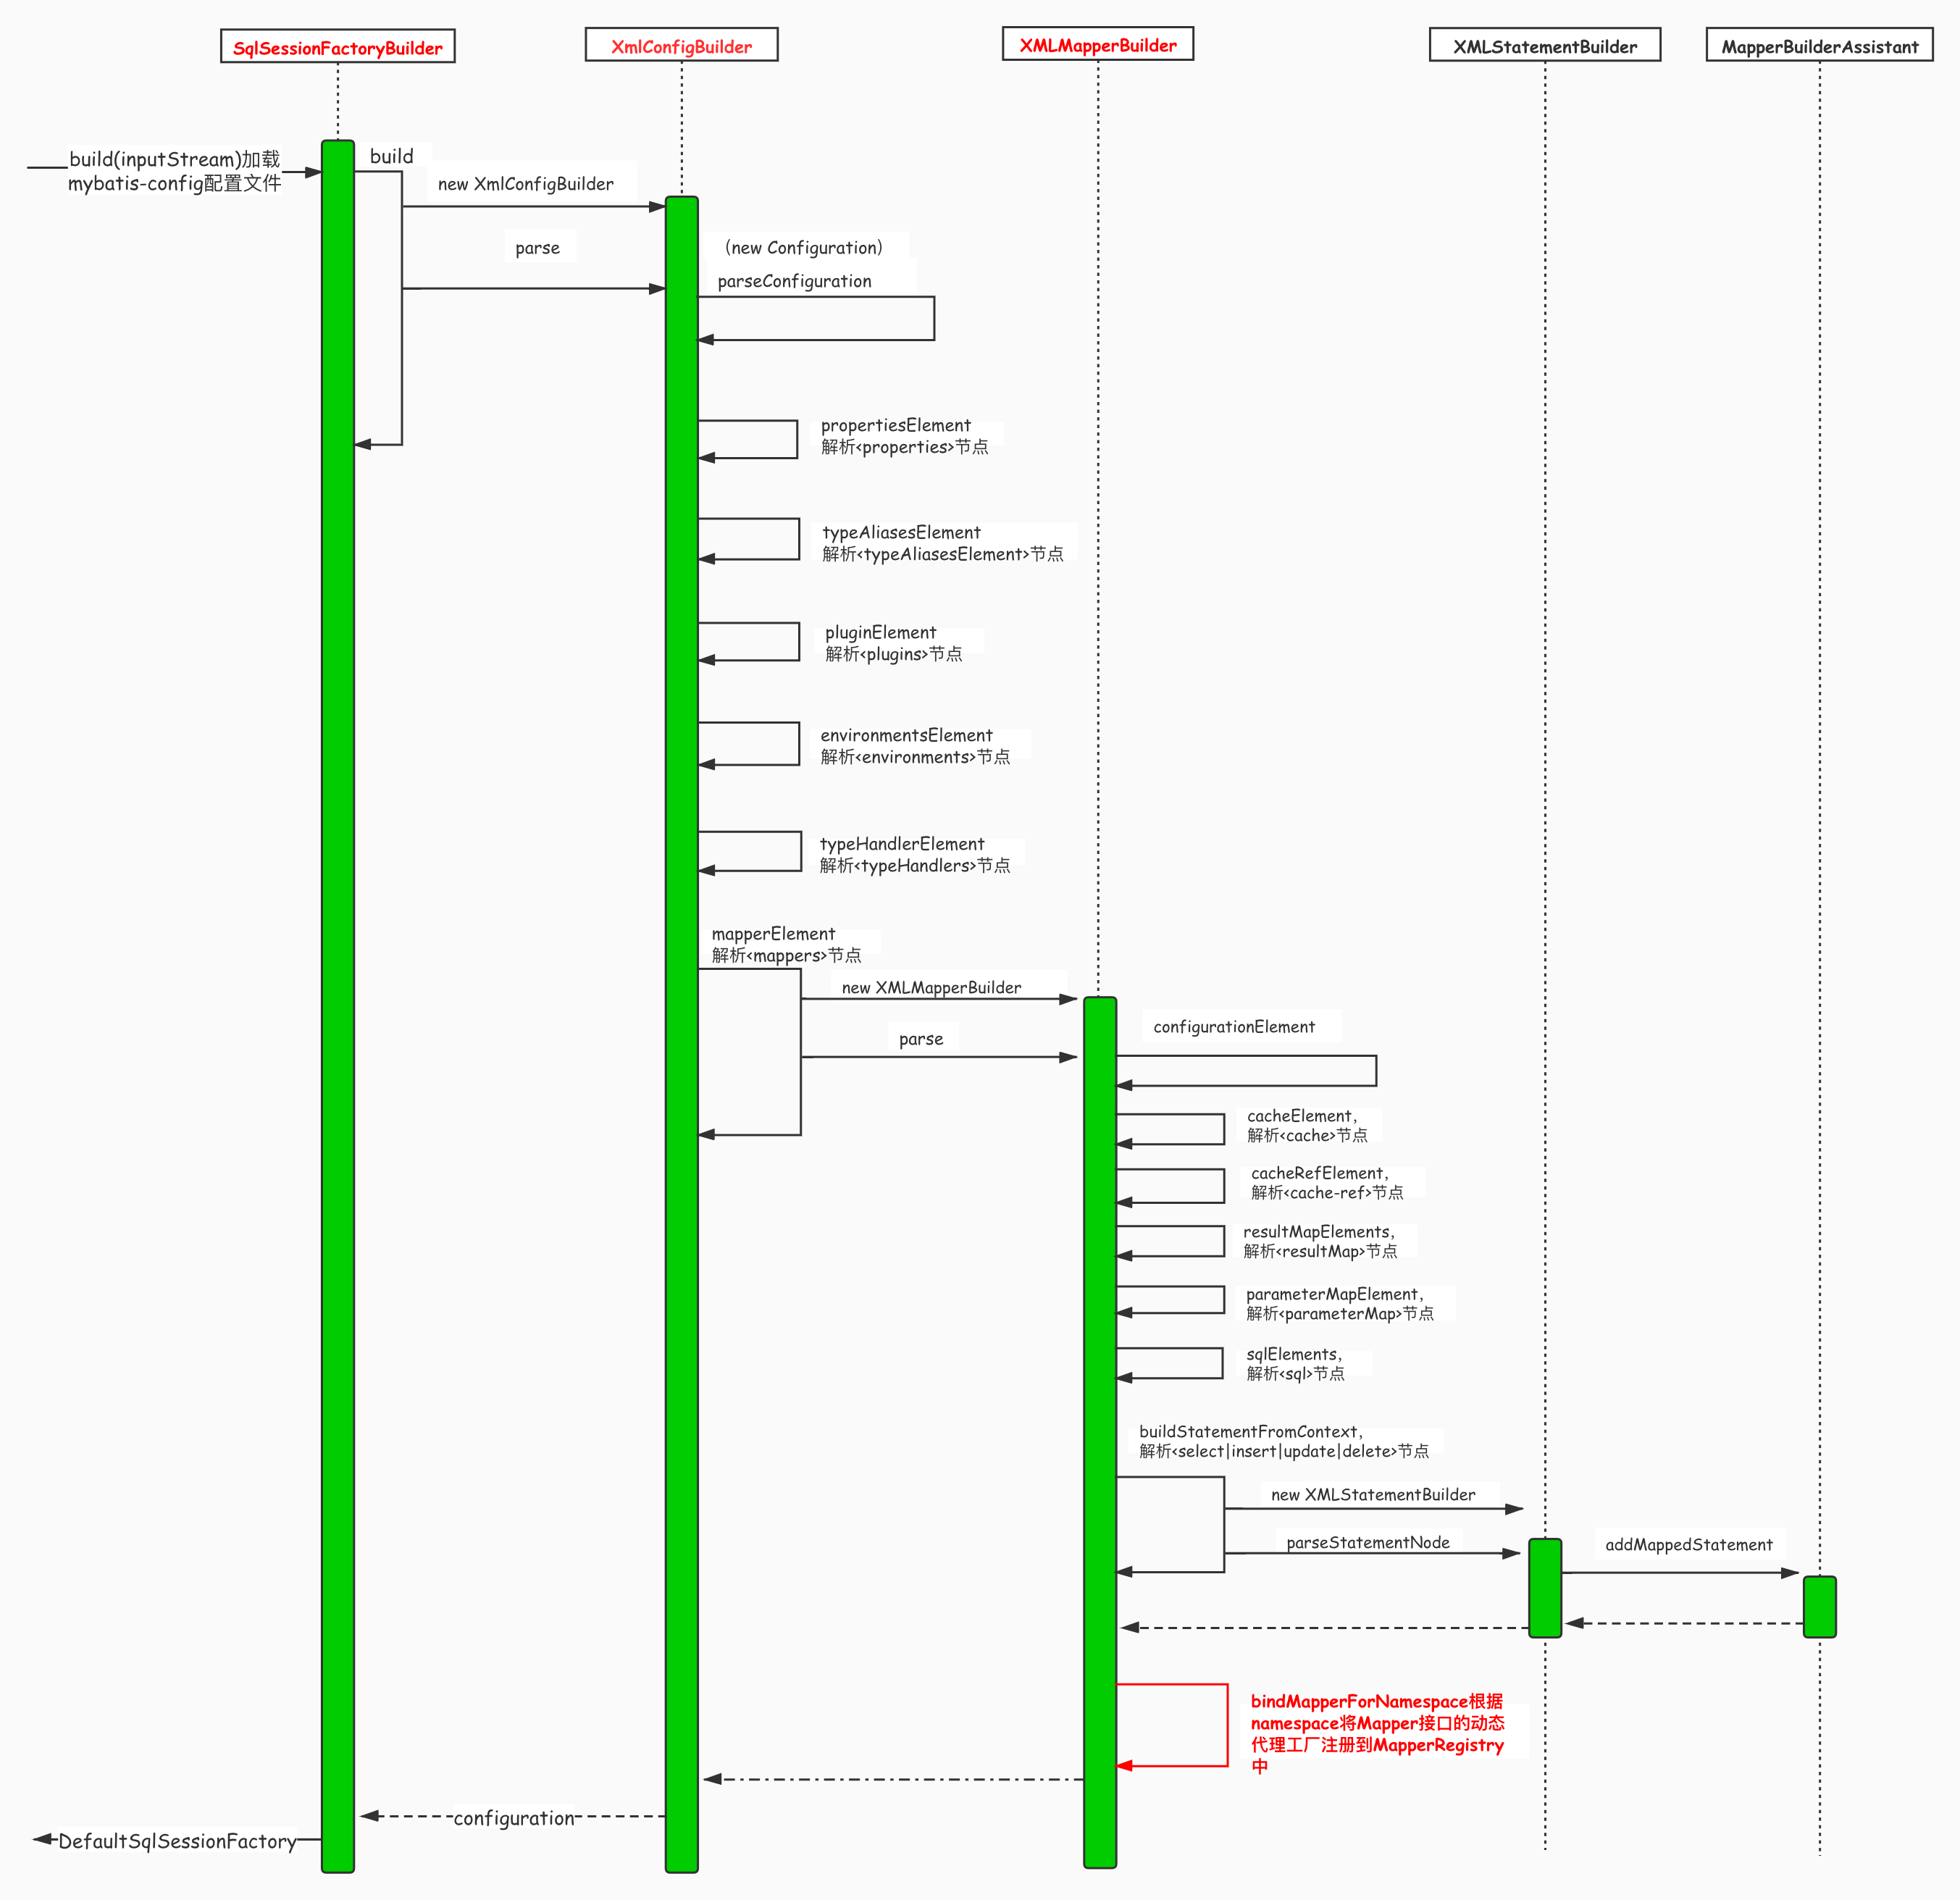 SqlSessionFactoryBuilder
XmlConfigBuilder
XMLMapperBuilder
XMLStatementBuilder
MapperBuilderAssistant
build(inputStream)加载
mybatis-config配置文件
build
new XmlConfigBuilder
parse
(new Configuration)
parseConfiguration
propertiesElement
解析<properties>节点
typeAliasesElement
解析<typeAliasesElement>节点
pluginElement
解析<plugins>节点
environmentsElement
解析<environments>节点
typeHandlerElement
解析<typeHandlers>节点
mapperElement
解析<mappers>节点
new XMLMapperBuilder
parse
configurationElement
cacheElement,
解析<cache>节点
cacheRefElement,
解析<cache-ref>节点
resultMapElements,
解析<resultMap>节点
parameterMapElement,
解析<parameterMap>节点
sqlElements,
解析<sql>节点
buildStatementFromContext,
解析<select|insert|update|delete>节点
new XMLStatementBuilder
parseStatementNode
addMappedStatement
bindMapperForNamespace根据
namespace将Mapper接口的动态
代理工厂注册到MapperRegistry
中
configuration
DefaultSqlSessionFactory